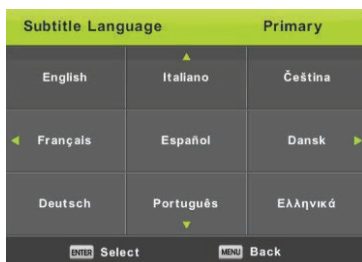 Subtitle Language Primary
English Italiano Čeština
Français Español Dansk
Deutsch Português Ελληνικά
ENTER Select MENU Back